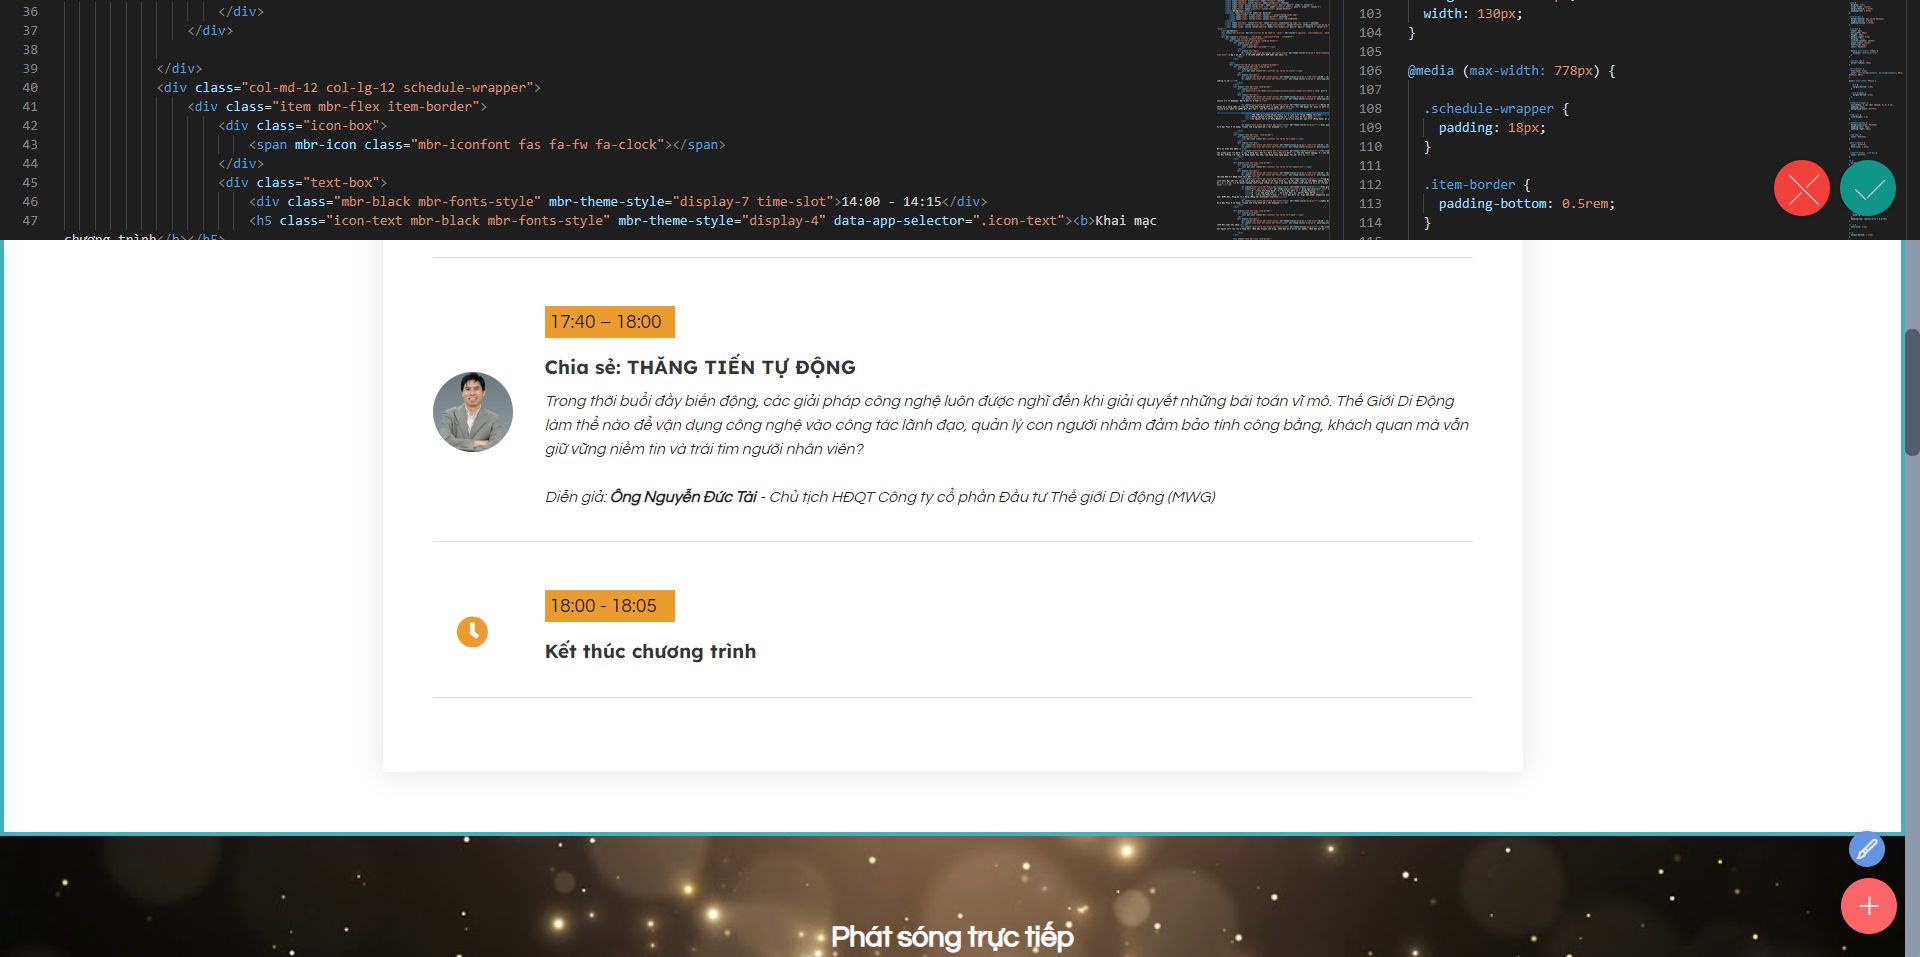 36 </div>
37 </div>
38
39 </div>
40 <div class="col-md-12 col-lg-12 schedule-wrapper">
41 <div class="item mbr-flex item-border">
42 <div class="icon-box">
43 <span mbr-icon class="mbr-iconfont fas fa-fw fa-clock"></span>
44 </div>
45 <div class="text-box">
46 <div class="mbr-black mbr-fonts-style" mbr-theme-style="display-7 time-slot">14:00 - 14:15</div>
47 <h5 class="icon-text mbr-black mbr-fonts-style" mbr-theme-style="display-4" data-app-selector=".icon-text"><b>Khai mạc
chương trình</b></h5>
103 width: 130px;
104 }
105
106 @media (max-width: 778px) {
107
108 .schedule-wrapper {
109 padding: 18px;
110 }
111
112 .item-border {
113 padding-bottom: 0.5rem;
114 }
17:40 – 18:00
Chia sẻ: THĂNG TIẾN TỰ ĐỘNG
Trong thời buổi đầy biến động, các giải pháp công nghệ luôn được nghĩ đến khi giải quyết những bài toán vĩ mô. Thế Giới Di Động
làm thể nào để vận dụng công nghệ vào công tác lãnh đạo, quản lý con người nhằm đảm bảo tính công bằng, khách quan mà vẫn
giữ vững niềm tin và trái tim người nhân viên?
Diễn giả: Ông Nguyễn Đức Tài - Chủ tịch HĐQT Công ty cổ phần Đầu tư Thế giới Di động (MWG)
18:00 - 18:05
Kết thúc chương trình
Phát sóng trực tiếp